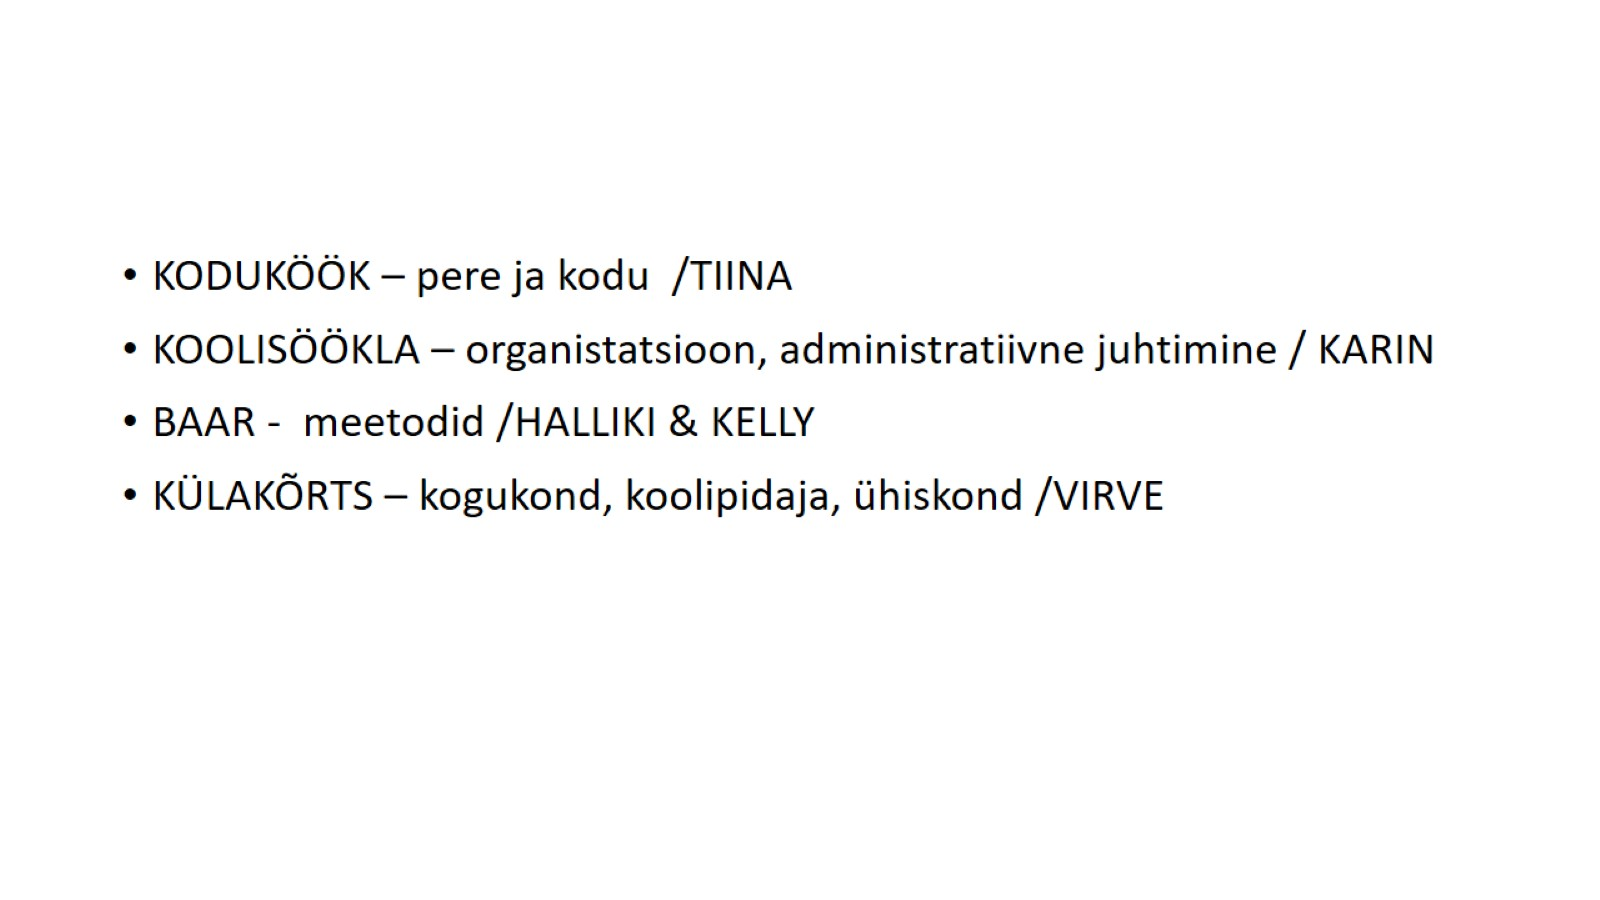 • KODUKÖÖK – pere ja kodu  /TIINA
• KOOLISÖÖKLA – organistatsioon, administratiivne juhtimine / KARIN
• BAAR -  meetodid /HALLIKI & KELLY
• KÜLAKÕRTS – kogukond, koolipidaja, ühiskond /VIRVE